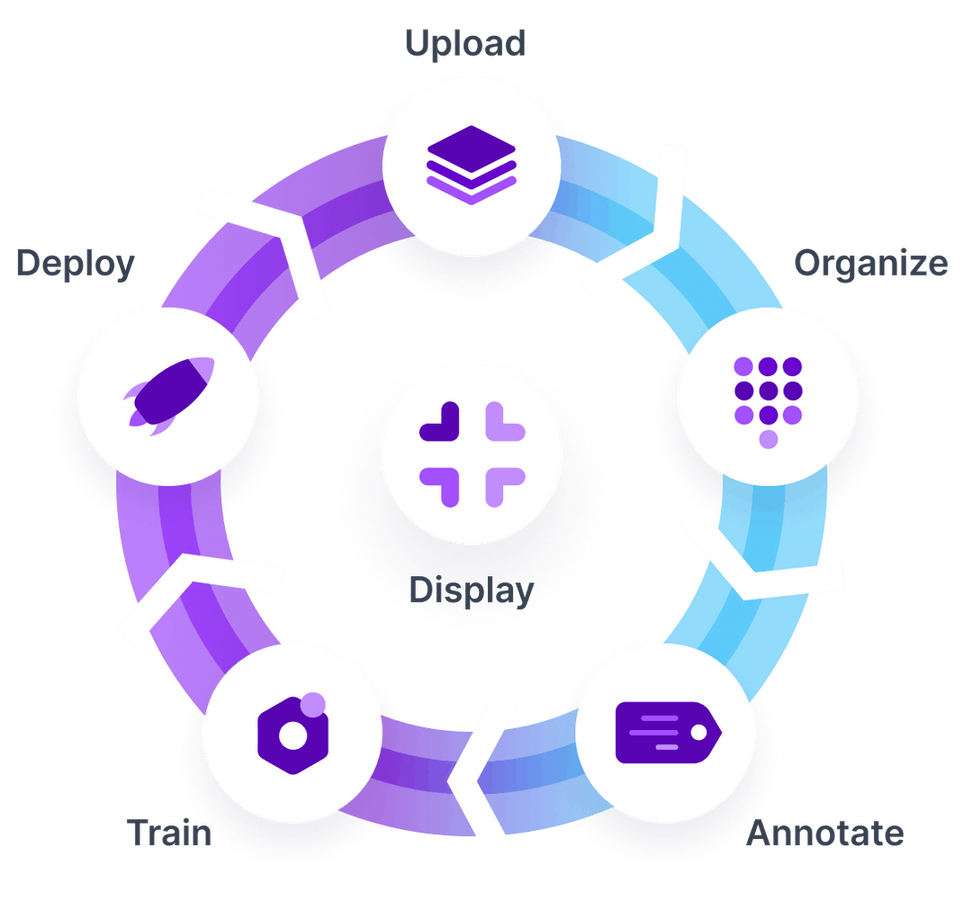 Upload
Organize
Annotate
Train
Deploy
Display